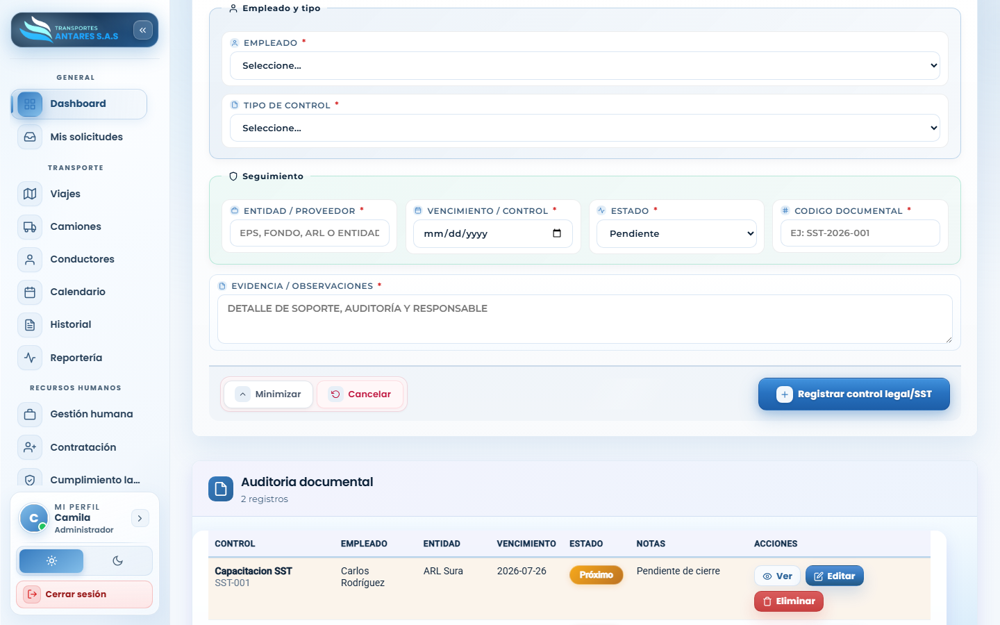 TRANSPORTES
ANTARES S.A.S
GENERAL
Dashboard
Mis solicitudes
TRANSPORTE
Viajes
Camiones
Conductores
Calendario
Historial
Reportería
RECURSOS HUMANOS
Gestión humana
Contratación
Cumplimiento la...
C
MI PERFIL
Camila
Administrador
Cerrar sesión
Empleado y tipo
EMPLEADO *
Seleccione...
TIPO DE CONTROL *
Seleccione...
Seguimiento
ENTIDAD / PROVEEDOR *
EPS, FONDO, ARL O ENTIDAD
VENCIMIENTO / CONTROL *
mm/dd/yyyy
ESTADO *
Pendiente
CODIGO DOCUMENTAL *
EJ: SST-2026-001
EVIDENCIA / OBSERVACIONES *
DETALLE DE SOPORTE, AUDITORÍA Y RESPONSABLE
Minimizar
Cancelar
Registrar control legal/SST
Auditoria documental
2 registros
CONTROL EMPLEADO ENTIDAD VENCIMIENTO ESTADO NOTAS ACCIONES
Capacitacion SST
SST-001
Carlos
Rodríguez
ARL Sura
2026-07-26
Próximo
Pendiente de cierre
Ver
Editar
Eliminar